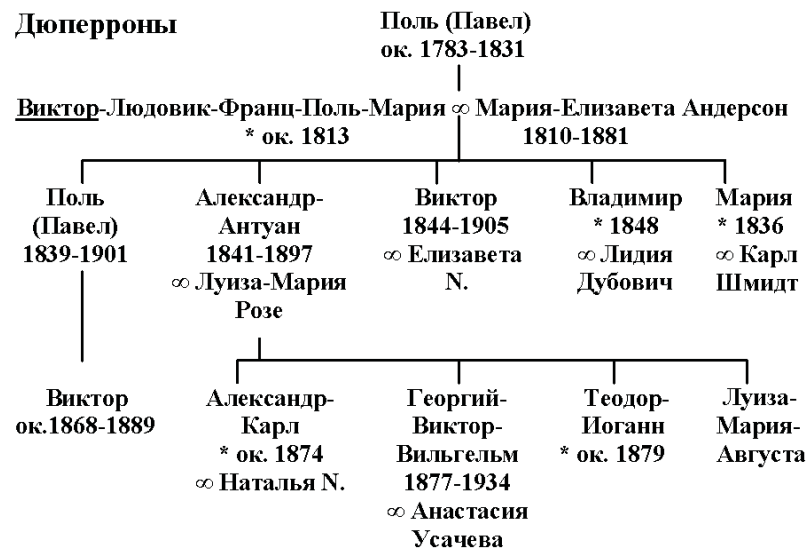 Дюперроны
Поль (Павел)
ок. 1783-1831
Виктор-Людовик-Франц-Поль-Мария ∞ Мария-Елизавета Андерсон
* ок. 1813
1810-1881
Поль
(Павел)
1839-1901
Александр-
Антуан
1841-1897
∞ Луиза-Мария
Розе
Виктор
1844-1905
∞ Елизавета
N.
Владимир
* 1848
∞ Лидия
Дубович
Мария
* 1836
∞ Карл
Шмидт
Виктор
ок.1868-1889
Александр-
Карл
* ок. 1874
∞ Наталья N.
Георгий-
Виктор-
Вильгельм
1877-1934
∞ Анастасия
Усачева
Теодор-
Иоганн
* ок. 1879
Луиза-
Мария-
Августа